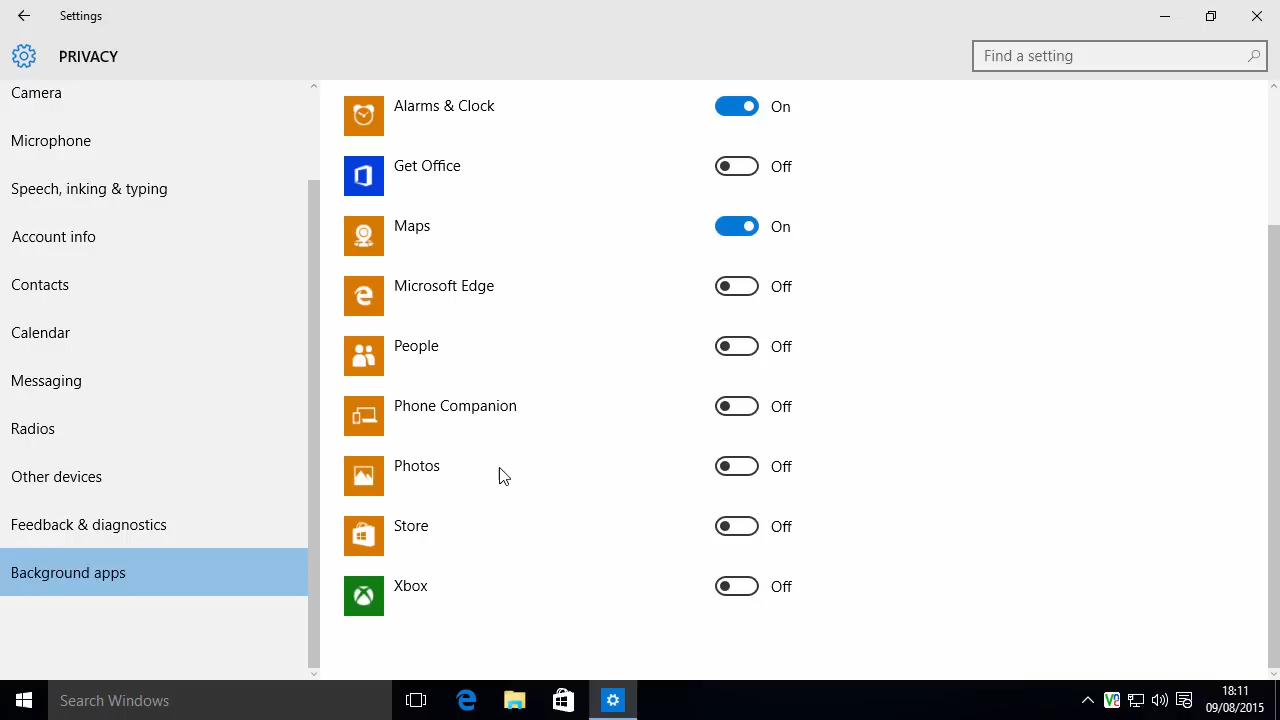 Settings
PRIVACY
Find a setting
Camera
Microphone
Speech, inking & typing
Account info
Contacts
Calendar
Messaging
Radios
Other devices
Feedback & diagnostics
Background apps
Alarms & Clock On
Get Office Off
Maps On
Microsoft Edge Off
People Off
Phone Companion Off
Photos Off
Store Off
Xbox Off
Search Windows
18:11
09/08/2015